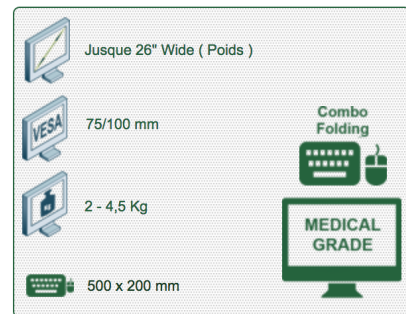 Jusque 26" Wide ( Poids )
VESA
75/100 mm
KG
2 - 4,5 Kg
500 x 200 mm
Combo
Folding
MEDICAL
GRADE